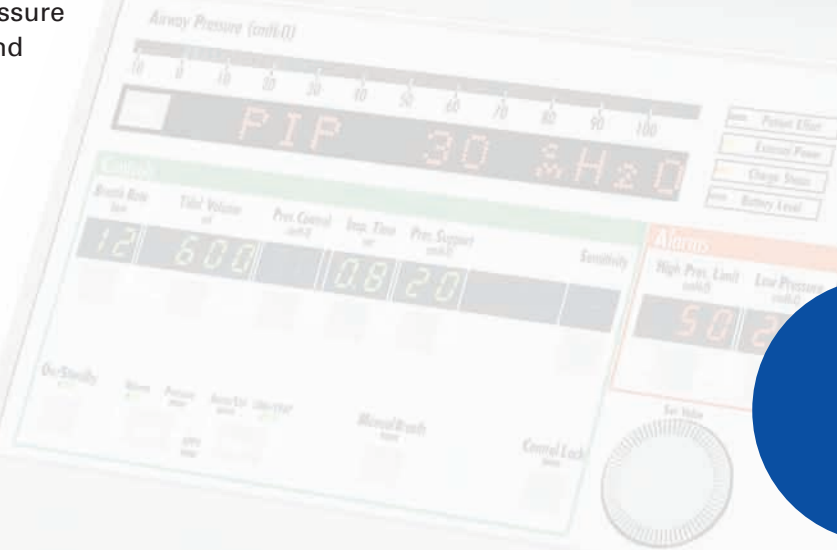 ssure
nd
Airway Pressure (cmH2O)
10 0 10 20 30 40 50 60 70 80 90 100
PIP 30 cmH2O
Patient Effort
External Power
Charge Status
Battery Level
Controls
Breath Rate
Tidal Volume
Pres. Control
Insp. Time
Pres. Support
Sensitivity
12 600 0.8 20
Alarms
High Pres. Limit
Low Pressure
50 2
On/Standby
Manual Breath
Control Lock
Set Value